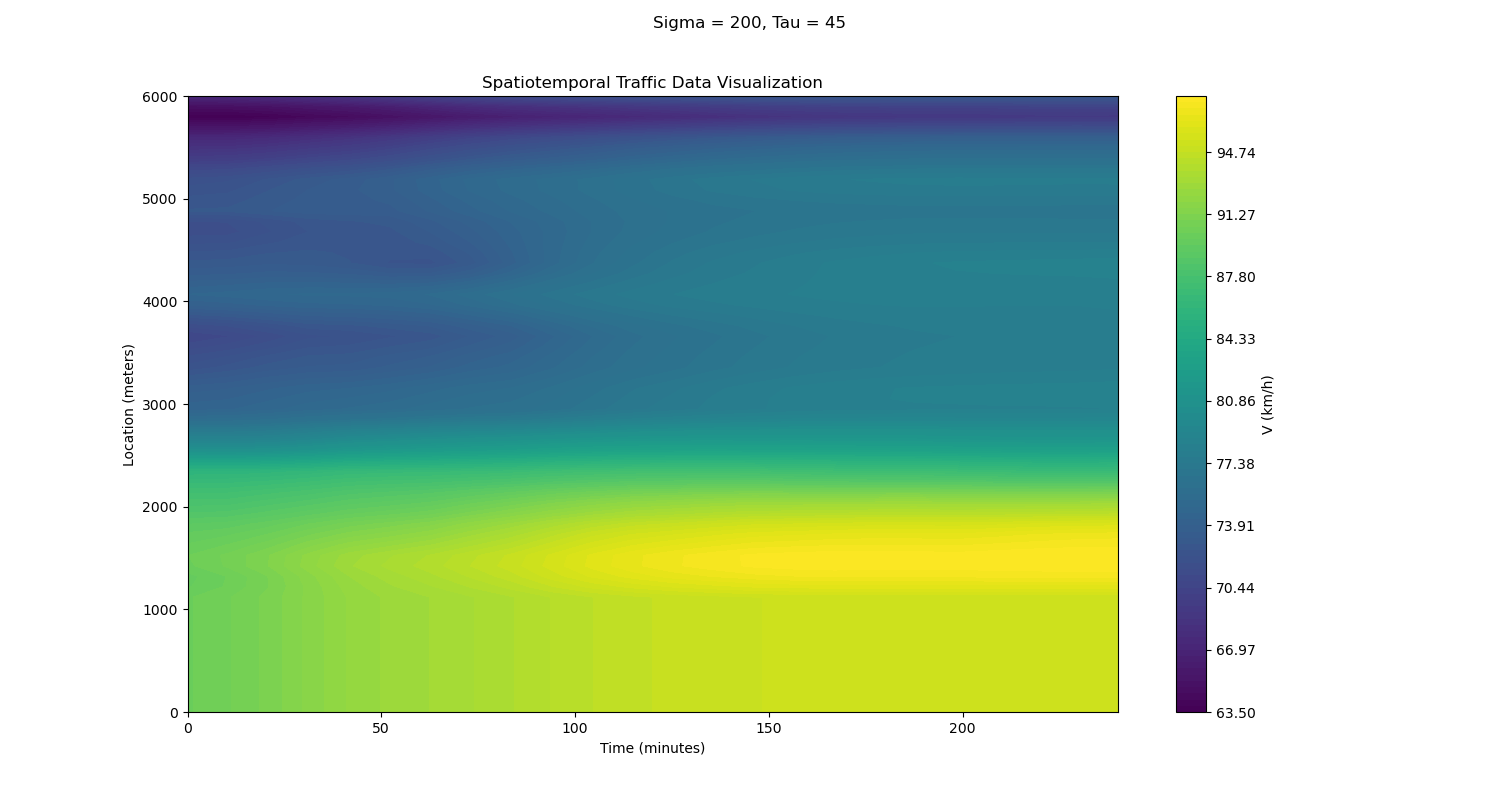 Sigma = 200, Tau = 45
Spatiotemporal Traffic Data Visualization
6000
5000
4000
3000
2000
1000
0
Location (meters)
0 50 100 150 200
Time (minutes)
94.74
91.27
87.80
84.33
80.86
77.38
73.91
70.44
66.97
63.50
V (km/h)